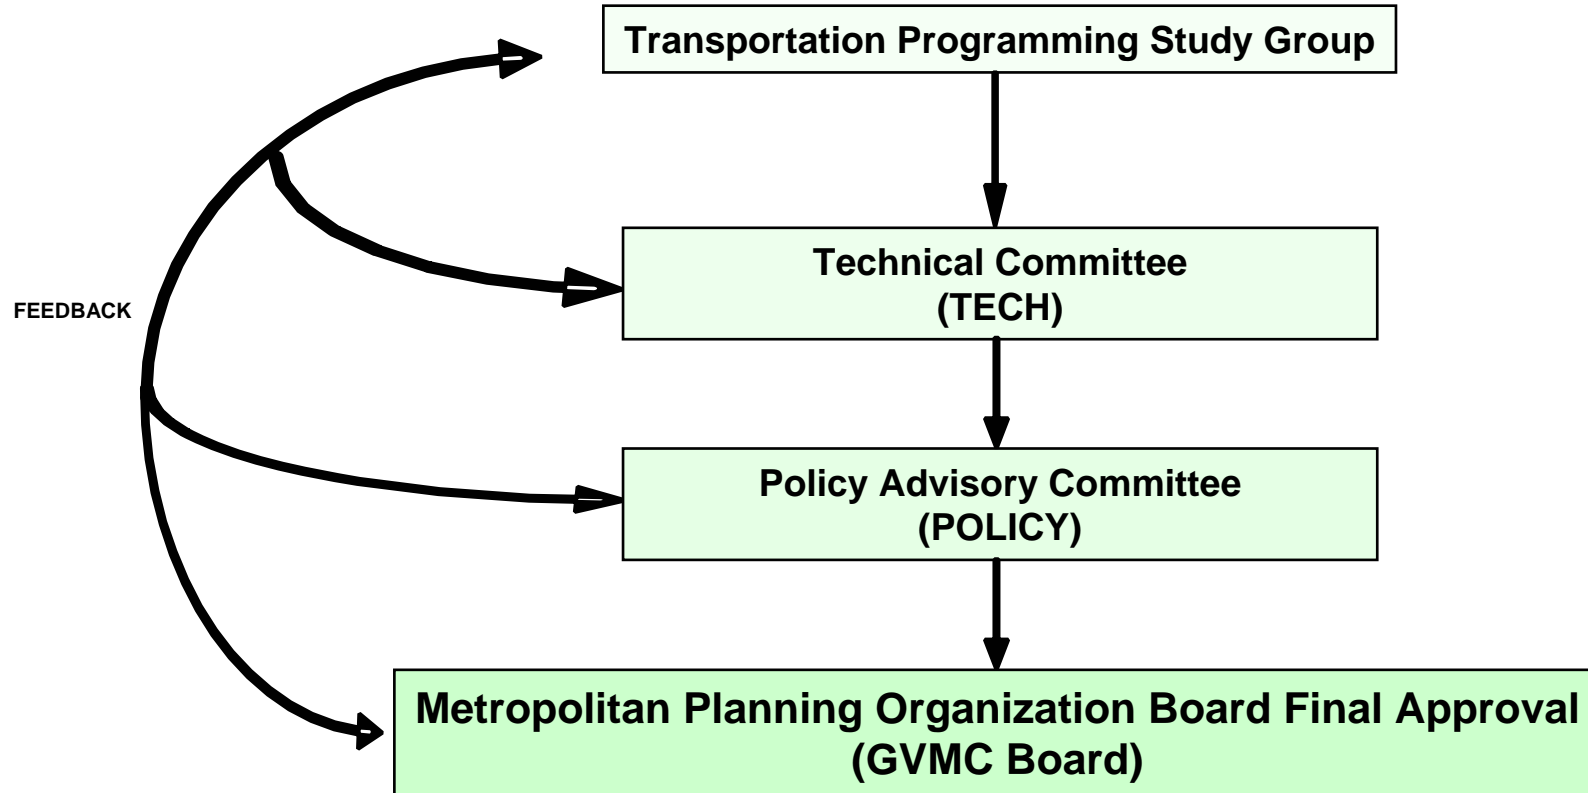 Transportation Programming Study Group
Technical Committee
(TECH)
FEEDBACK
Policy Advisory Committee
(POLICY)
Metropolitan Planning Organization Board Final Approval
(GVMC Board)